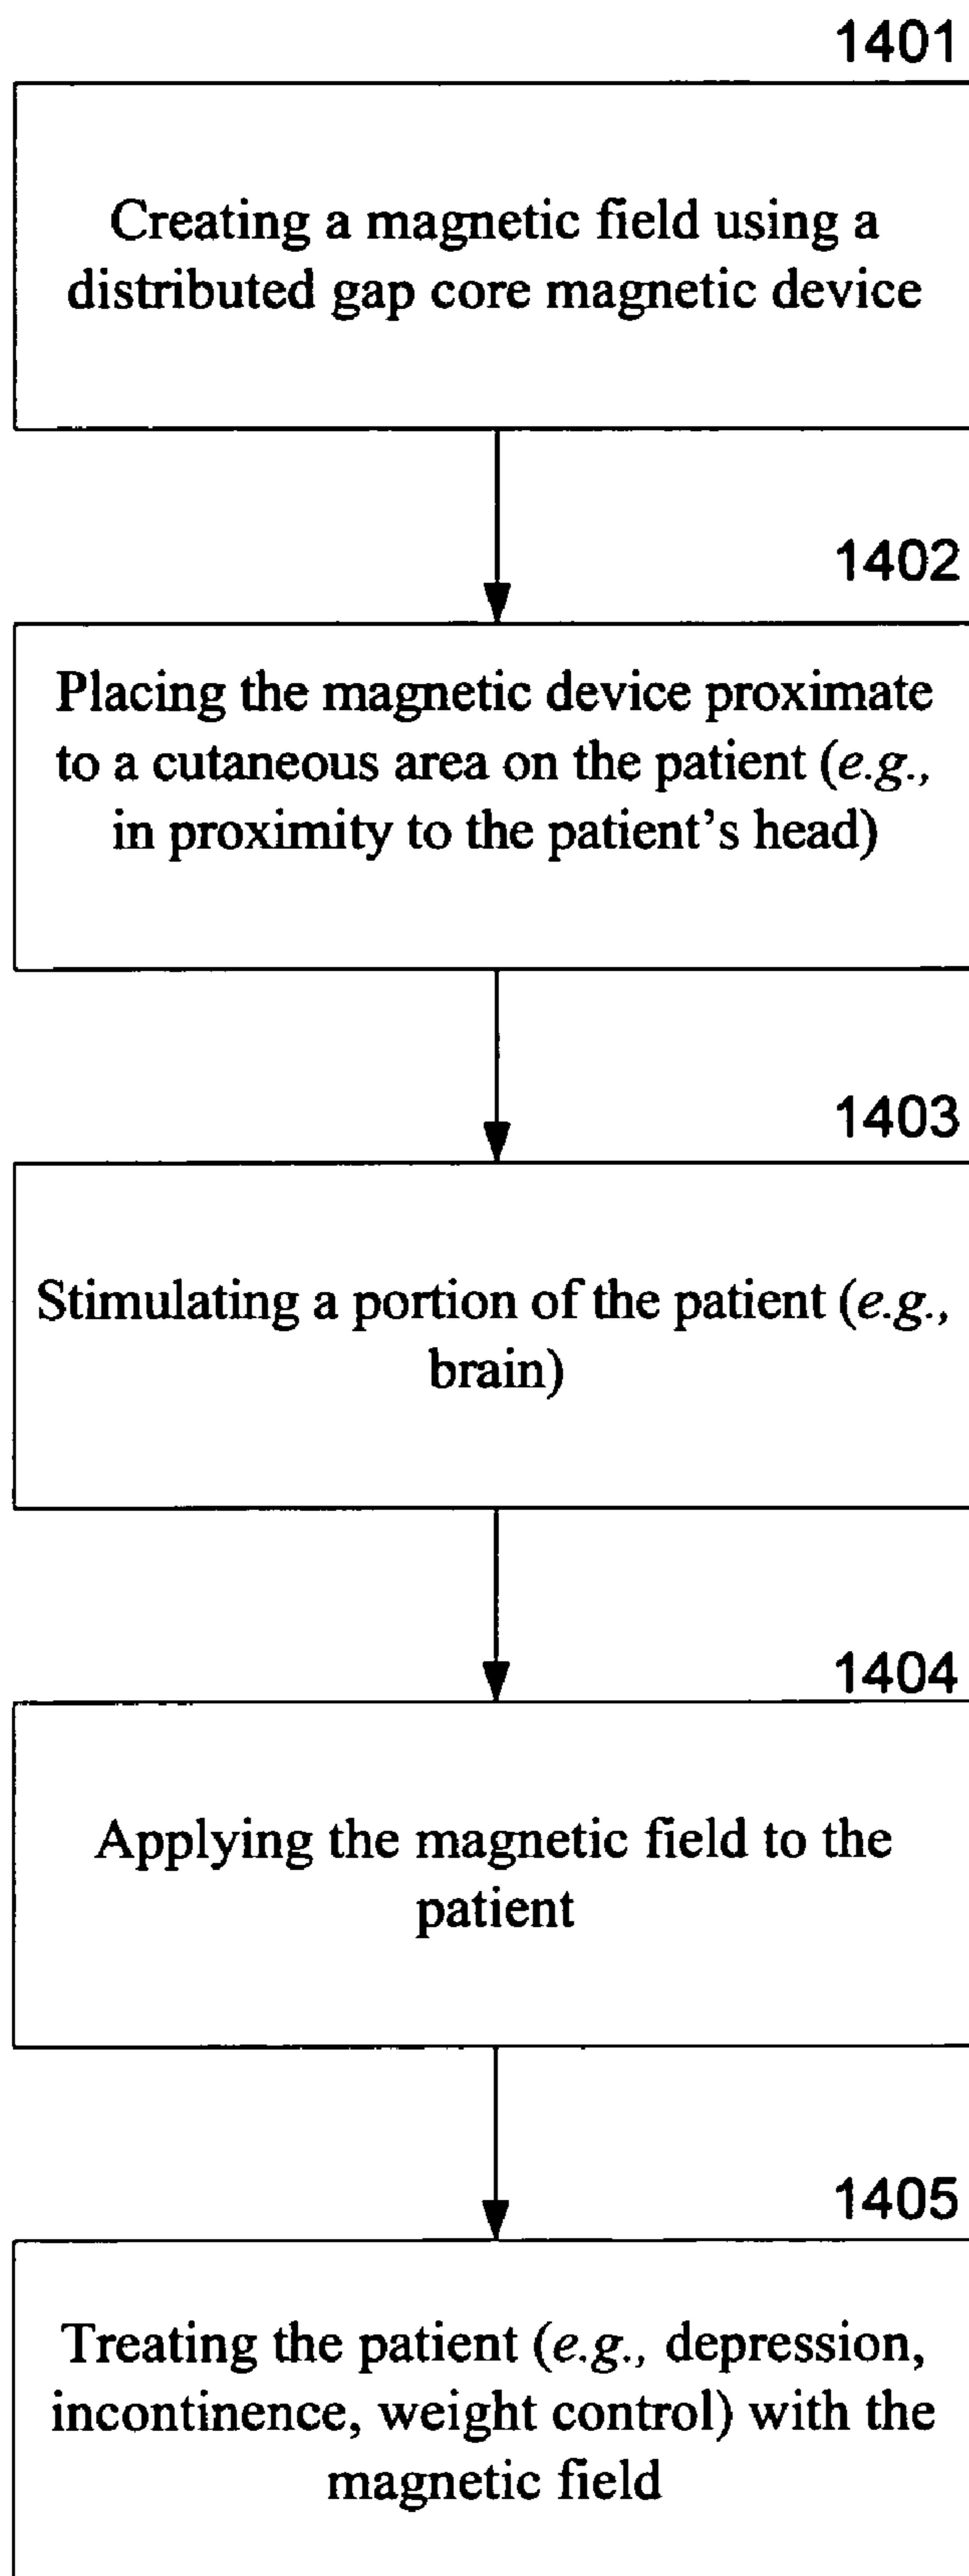 1401
Creating a magnetic field using a
distributed gap core magnetic device
1402
Placing the magnetic device proximate
to a cutaneous area on the patient (e.g.,
in proximity to the patient's head)
1403
Stimulating a portion of the patient (e.g.,
brain)
1404
Applying the magnetic field to the
patient
1405
Treating the patient (e.g., depression,
incontinence, weight control) with the
magnetic field